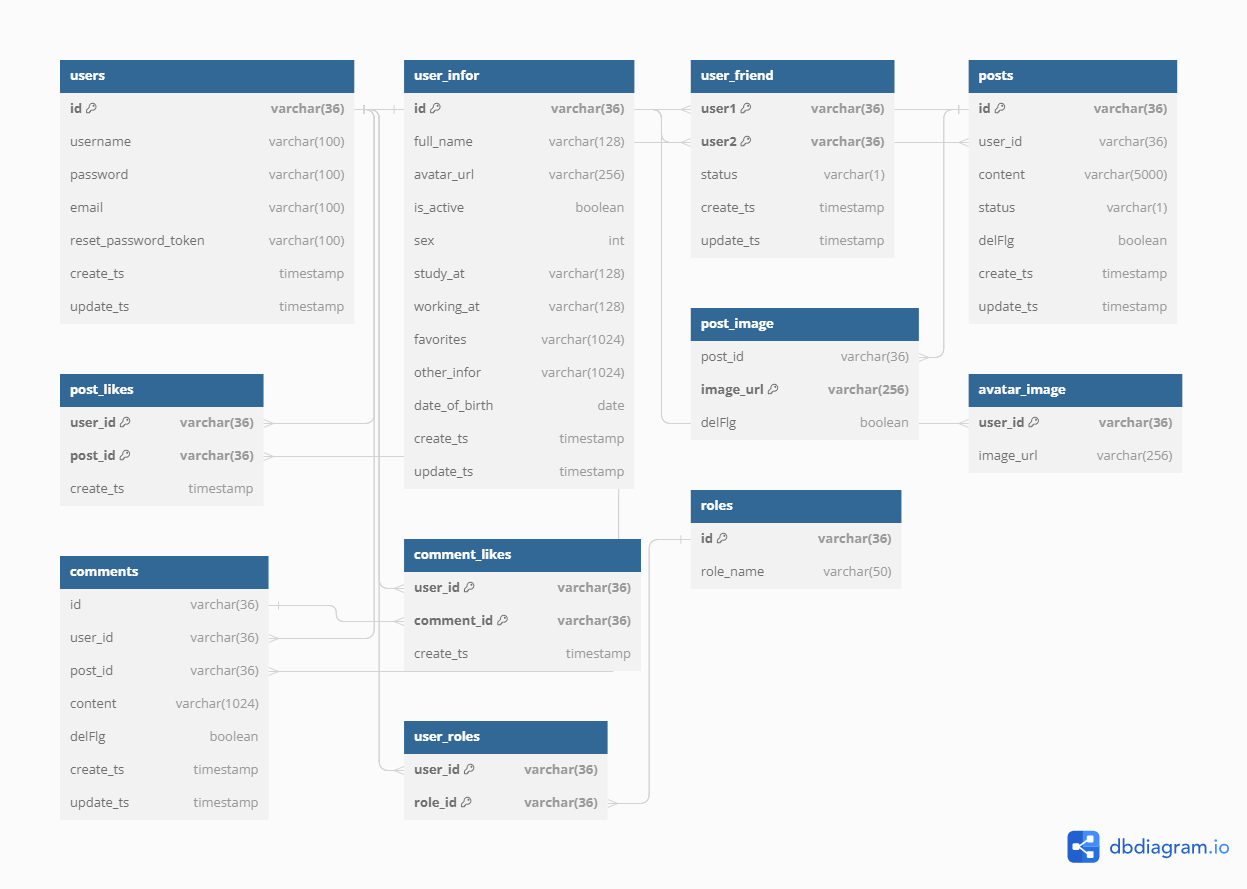 users
id varchar(36)
username varchar(100)
password varchar(100)
email varchar(100)
reset_password_token varchar(100)
create_ts timestamp
update_ts timestamp
user_infor
id varchar(36)
full_name varchar(128)
avatar_url varchar(256)
is_active boolean
sex int
study_at varchar(128)
working_at varchar(128)
favorites varchar(1024)
other_infor varchar(1024)
date_of_birth date
create_ts timestamp
update_ts timestamp
user_friend
user1 varchar(36)
user2 varchar(36)
status varchar(1)
create_ts timestamp
update_ts timestamp
posts
id varchar(36)
user_id varchar(36)
content varchar(5000)
status varchar(1)
delFlg boolean
create_ts timestamp
update_ts timestamp
post_image
post_id varchar(36)
image_url varchar(256)
delFlg boolean
post_likes
user_id varchar(36)
post_id varchar(36)
create_ts timestamp
avatar_image
user_id varchar(36)
image_url varchar(256)
roles
id varchar(36)
role_name varchar(50)
comment_likes
user_id varchar(36)
comment_id varchar(36)
create_ts timestamp
comments
id varchar(36)
user_id varchar(36)
post_id varchar(36)
content varchar(1024)
delFlg boolean
create_ts timestamp
update_ts timestamp
user_roles
user_id varchar(36)
role_id varchar(36)
dbdiagram.io